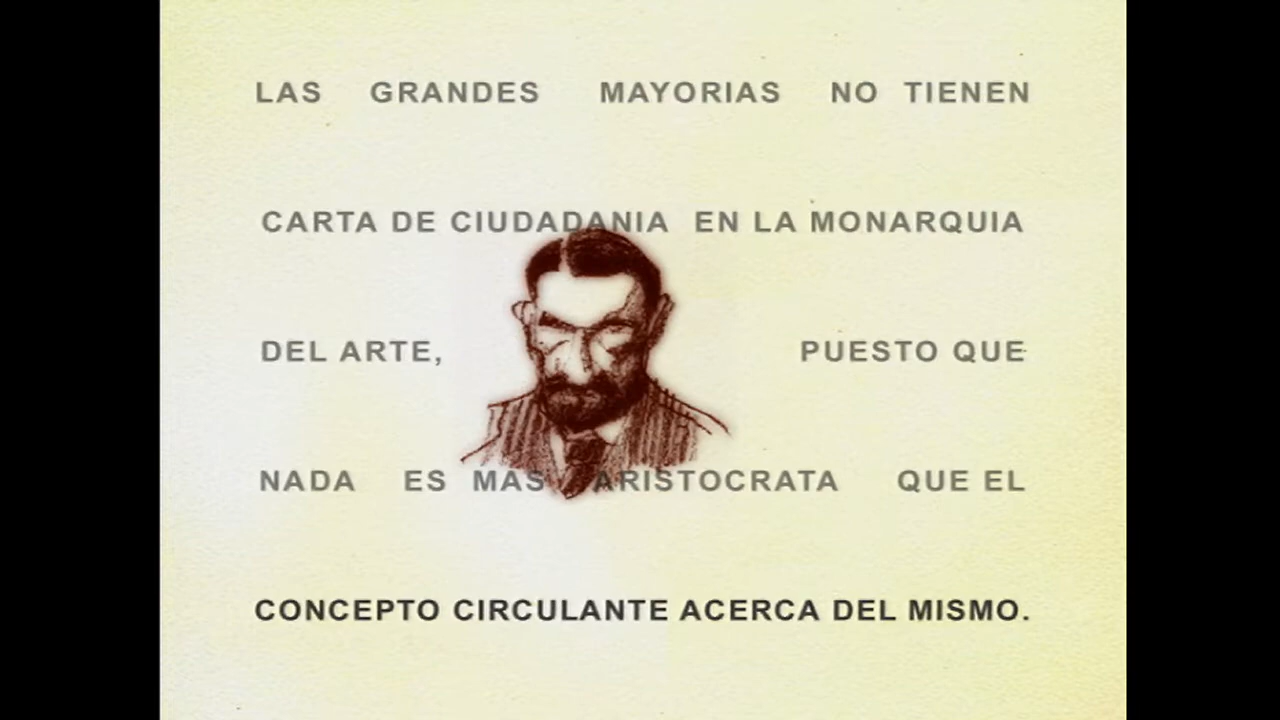 LAS GRANDES MAYORIAS NO TIENEN
CARTA DE CIUDADANIA EN LA MONARQUIA
DEL ARTE, PUESTO QUE
NADA ES MAS ARISTOCRATA QUE EL
CONCEPTO CIRCULANTE ACERCA DEL MISMO.